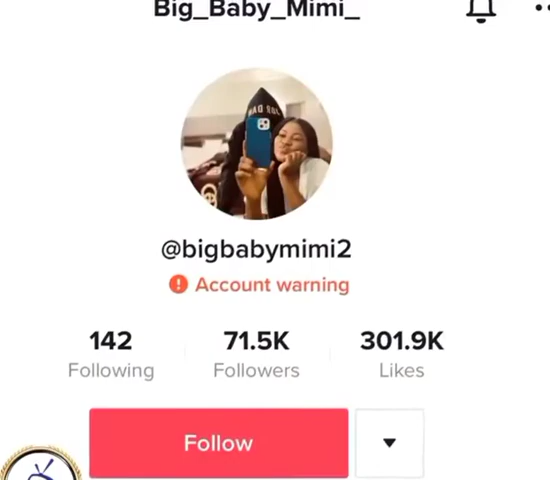 Big_Baby_Mimi_
@bigbabymimi2
Account warning
142
71.5K
301.9K
Following
Followers
Likes
Follow